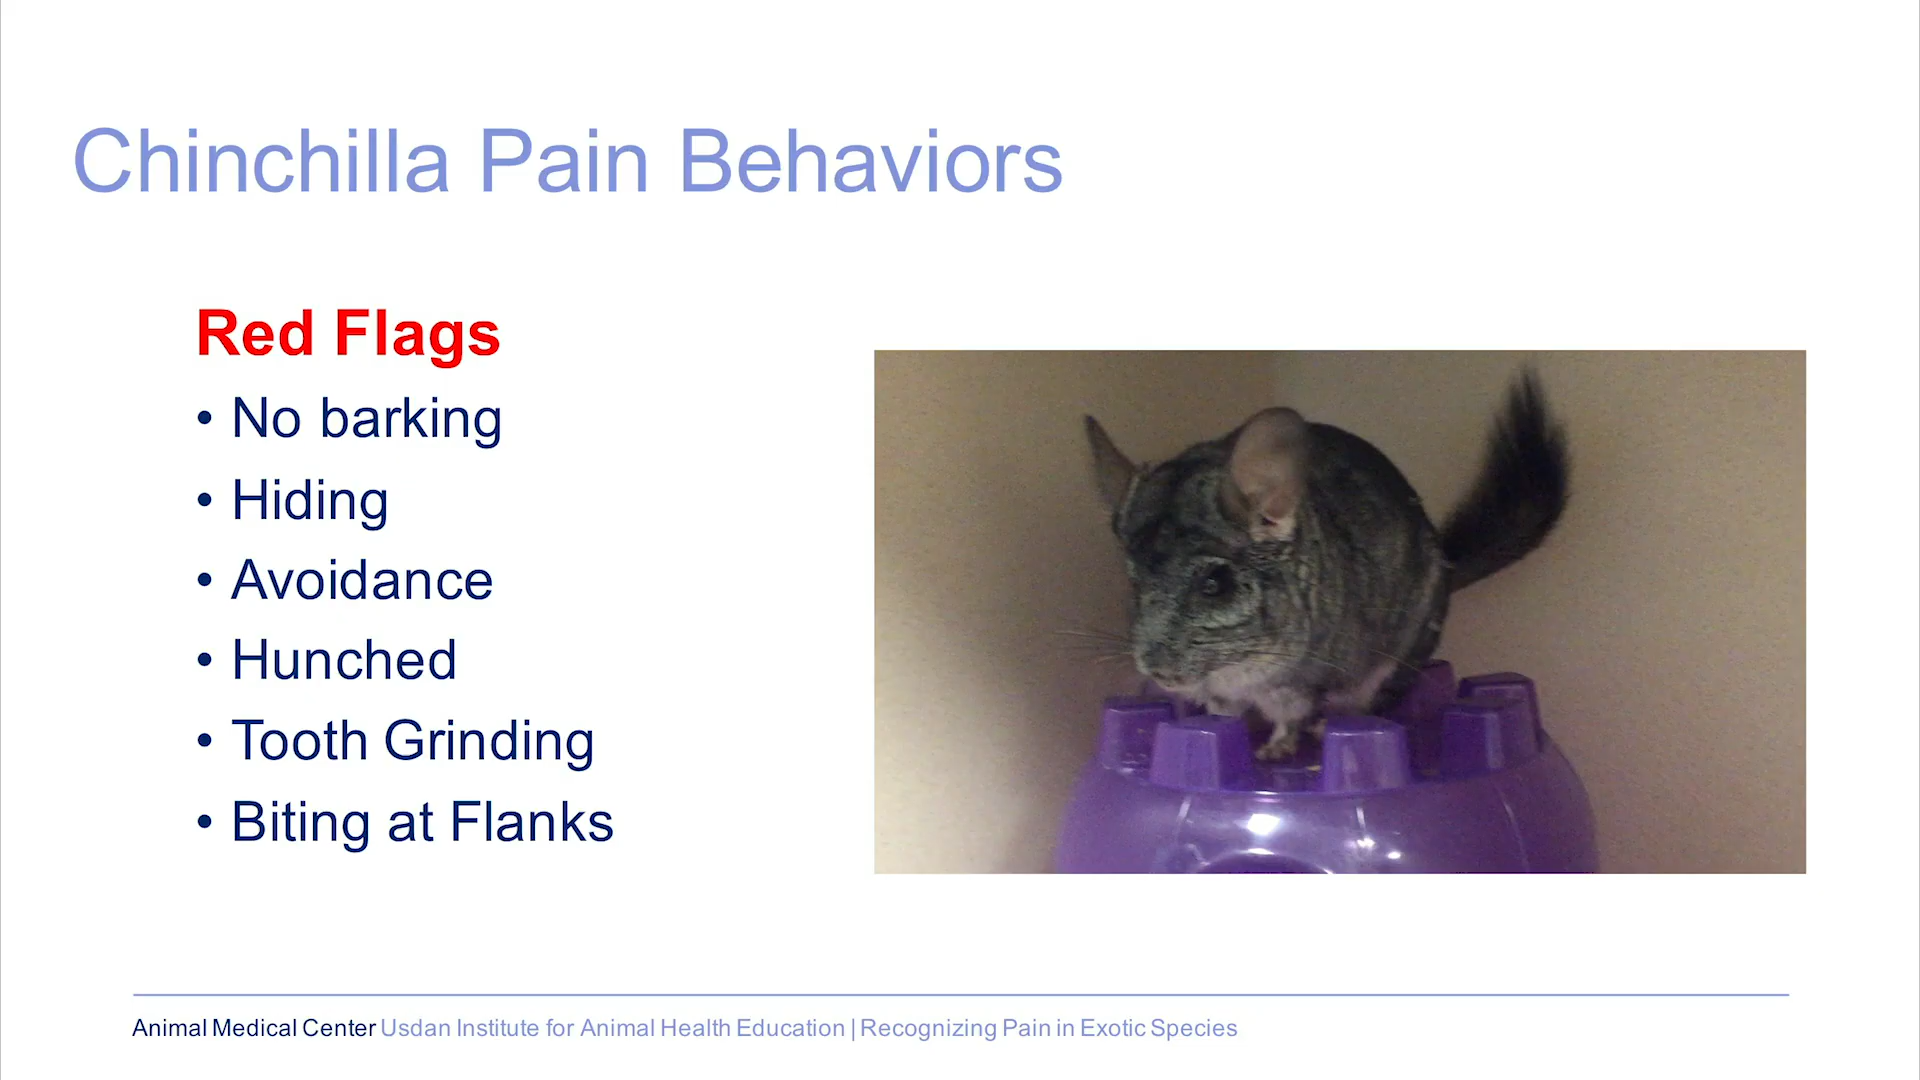 Chinchilla Pain Behaviors
Red Flags
• No barking
• Hiding
• Avoidance
• Hunched
• Tooth Grinding
• Biting at Flanks
Animal Medical Center Usdan Institute for Animal Health Education | Recognizing Pain in Exotic Species